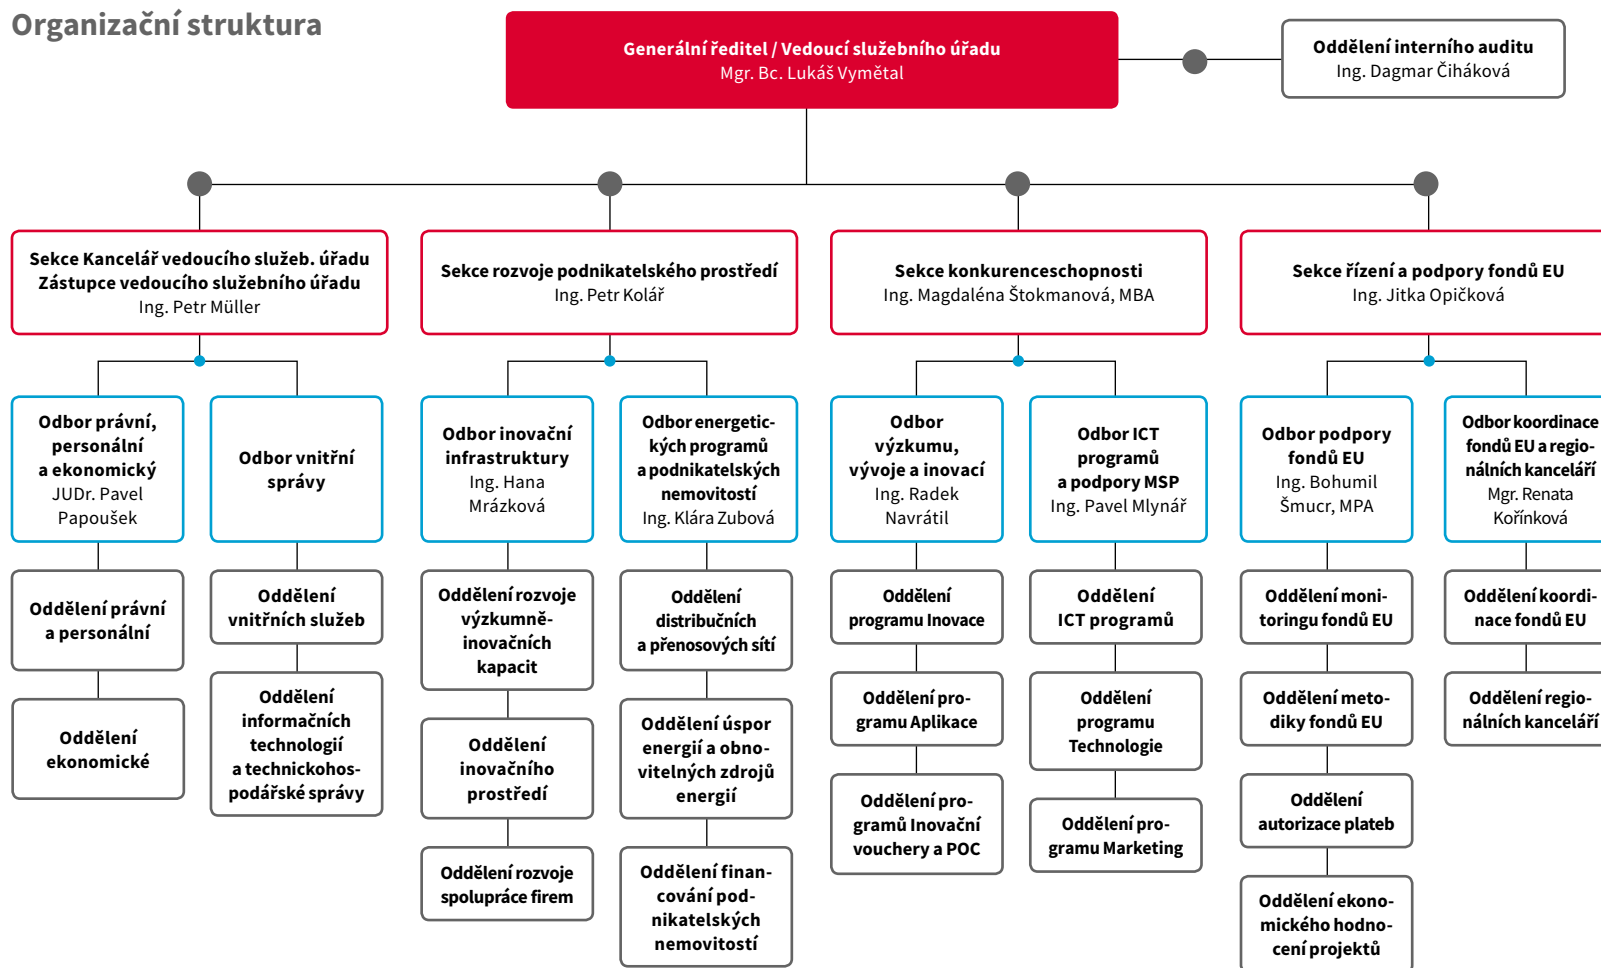 Organizační struktura
Generální ředitel / Vedoucí služebního úřadu
Mgr. Bc. Lukáš Vymětal
Oddělení interního auditu
Ing. Dagmar Čiháková
Sekce Kancelář vedoucího služeb. úřadu
Zástupce vedoucího služebního úřadu
Ing. Petr Müller
Sekce rozvoje podnikatelského prostředí
Ing. Petr Kolář
Sekce konkurenceschopnosti
Ing. Magdaléna Štokmanová, MBA
Sekce řízení a podpory fondů EU
Ing. Jitka Opičková
Odbor právní,
personální
a ekonomický
JUDr. Pavel
Papoušek
Odbor vnitřní
správy
Odbor inovační
infrastruktury
Ing. Hana
Mrázková
Odbor energetic-
kých programů
a podnikatelských
nemovitostí
Ing. Klára Zubová
Odbor
výzkumu,
vývoje a inovací
Ing. Radek
Navrátil
Odbor ICT
programů
a podpory MSP
Ing. Pavel Mlynář
Odbor podpory
fondů EU
Ing. Bohumil
Šmucr, MPA
Odbor koordinace
fondů EU a regio-
nálních kanceláří
Mgr. Renata
Kořínková
Oddělení právní
a personální
Oddělení
ekonomické
Oddělení
vnitřních služeb
Oddělení
informačních
technologií
a technickohos-
podářské správy
Oddělení rozvoje
výzkumně-
inovačních
kapacit
Oddělení
inovačního
prostředí
Oddělení rozvoje
spolupráce firem
Oddělení
distribučních
a přenosových sítí
Oddělení úspor
energií a obno-
vitelných zdrojů
energií
Oddělení finan-
cování pod-
nikatelských
nemovitostí
Oddělení
programu Inovace
Oddělení pro-
gramu Aplikace
Oddělení pro-
gramů Inovační
vouchery a POC
Oddělení
ICT programů
Oddělení
programu
Technologie
Oddělení pro-
gramu Marketing
Oddělení moni-
toringu fondů EU
Oddělení meto-
diky fondů EU
Oddělení
autorizace plateb
Oddělení ekono-
mického hodno-
cení projektů
Oddělení koordi-
nace fondů EU
Oddělení regio-
nálních kanceláří